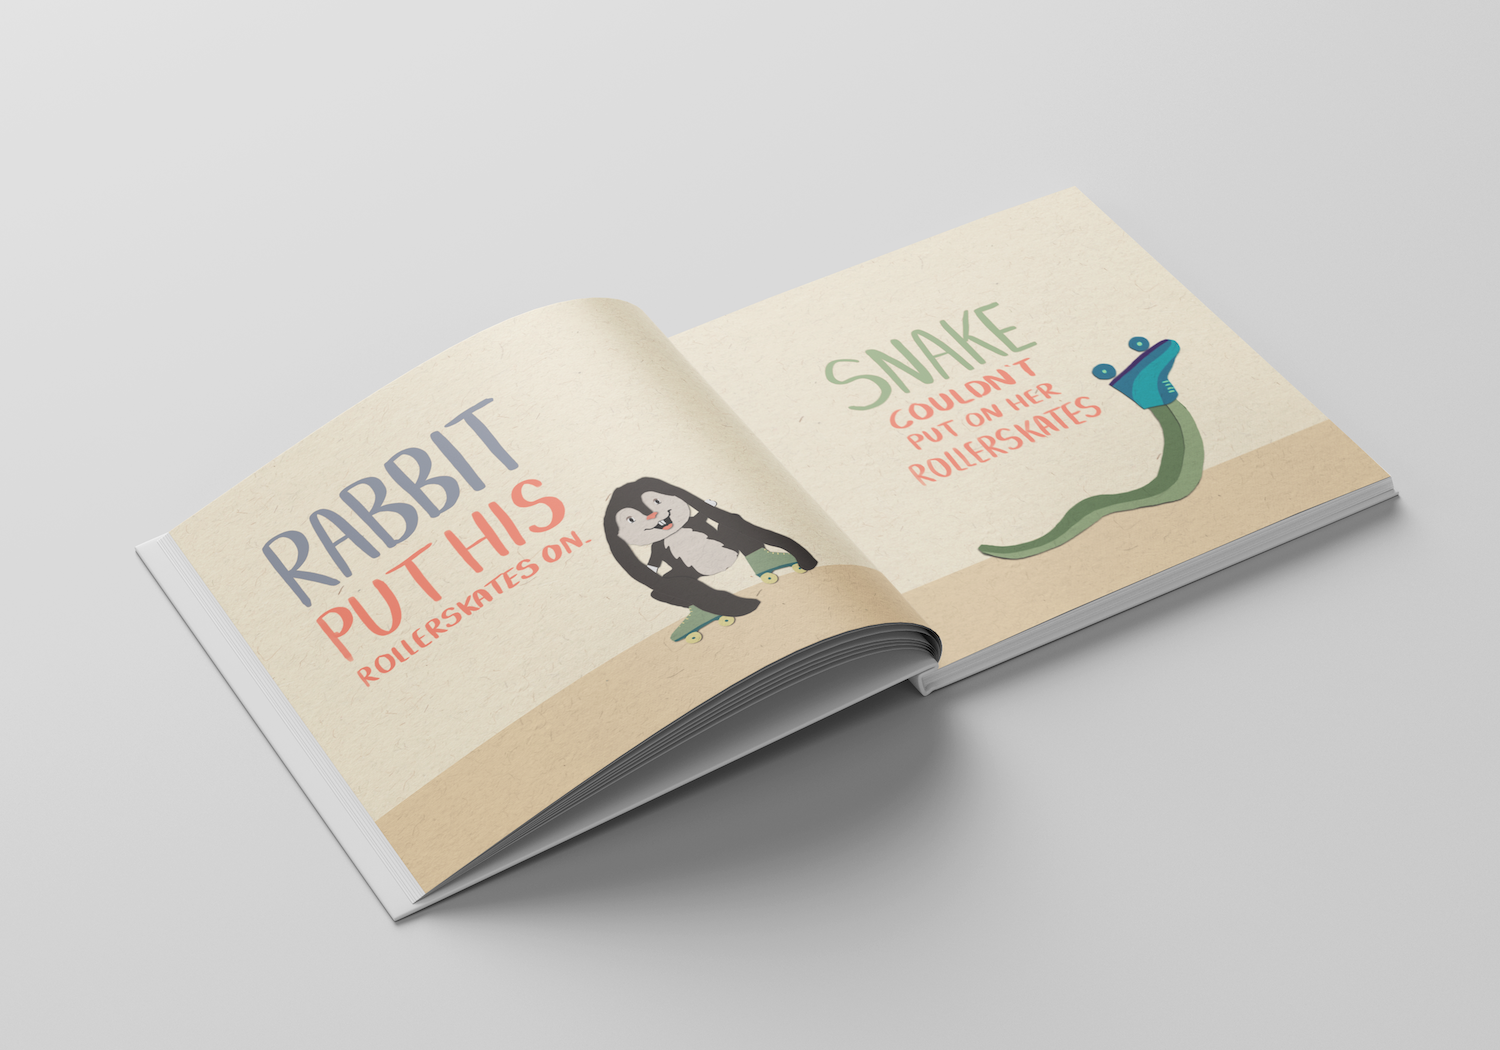 RABBIT
PUT HIS
ROLLERSKATES ON..
SNAKE
COULDN'T
PUT ON HER
ROLLERSKATES